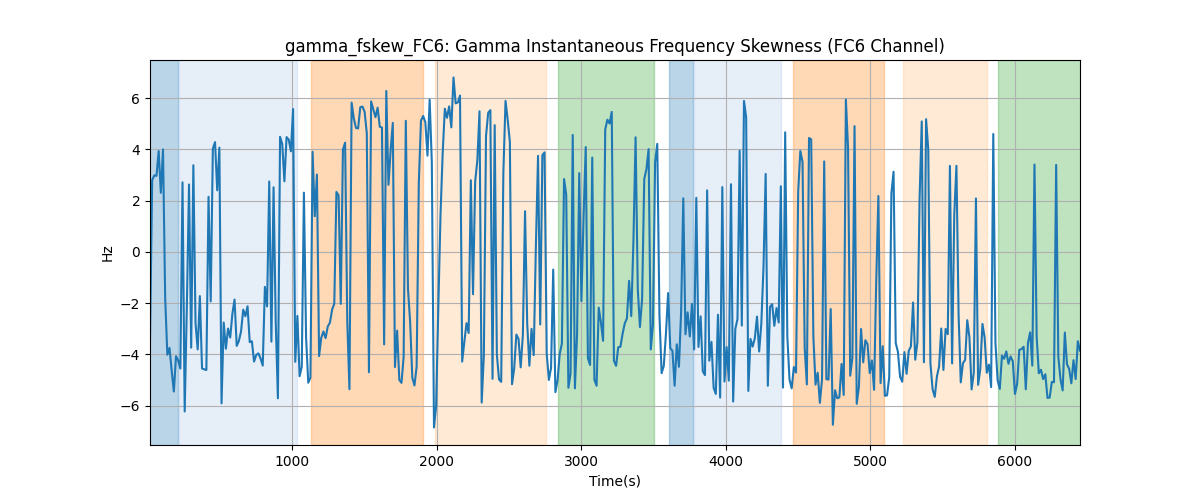 gamma_fskew_FC6: Gamma Instantaneous Frequency Skewness (FC6 Channel)
6
4
2
0
−2
−4
−6
Hz
1000 2000 3000 4000 5000 6000
Time(s)